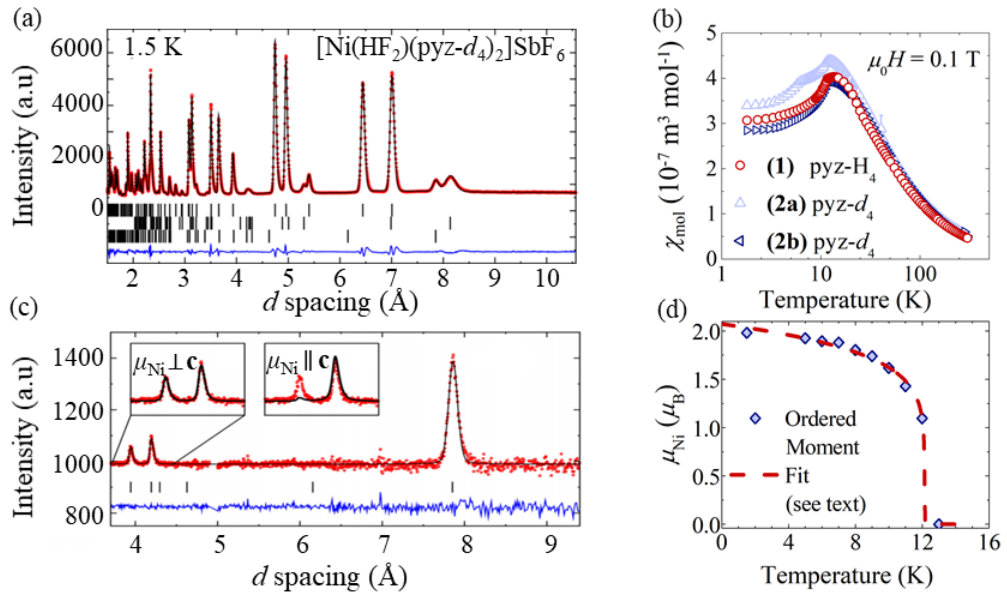 (a)
1.5 K
[Ni(HF2)(pyz-d4)2]SbF6
6000
4000
2000
0
Intensity (a.u)
2 3 4 5 6 7 8 9 10
d spacing (Å)
(b)
μ0H = 0.1 T
5
4
3
2
1
0
χmol (10-7 m3 mol-1)
(1) pyz-H4
(2a) pyz-d4
(2b) pyz-d4
1 10 100
Temperature (K)
(c)
μNi ⊥ c
μNi || c
1400
1200
1000
800
Intensity (a.u)
4 5 6 7 8 9
d spacing (Å)
(d)
2.0
1.5
1.0
0.5
0.0
μNi (μB)
Ordered
Moment
Fit
(see text)
0 4 8 12 16
Temperature (K)